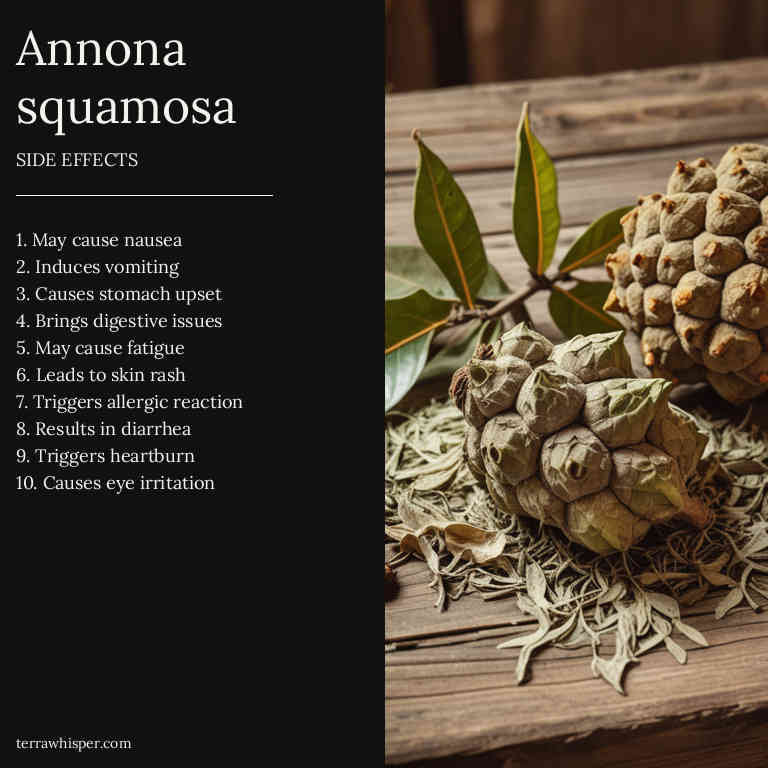 Annona
squamosa
SIDE EFFECTS
1. May cause nausea
2. Induces vomiting
3. Causes stomach upset
4. Brings digestive issues
5. May cause fatigue
6. Leads to skin rash
7. Triggers allergic reaction
8. Results in diarrhea
9. Triggers heartburn
10. Causes eye irritation
terrawhisper.com